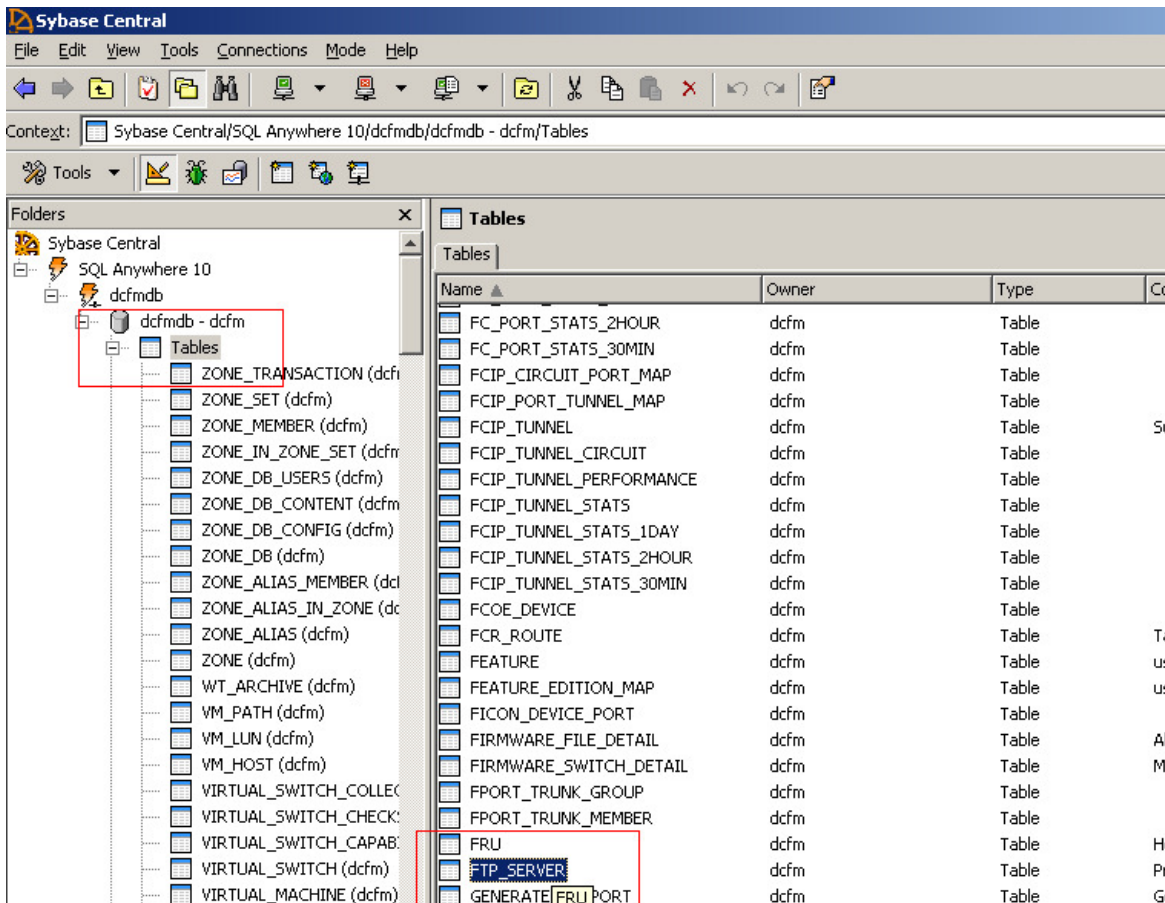 Sybase Central
File Edit View Tools Connections Mode Help
Context: Sybase Central/SQL Anywhere 10/dcfmdb/dcfmdb - dcfm/Tables
Tools
Folders
Sybase Central
SQL Anywhere 10
dcfmdb
dcfmdb - dcfm
Tables
ZONE_TRANSACTION (dcfm
ZONE_SET (dcfm)
ZONE_MEMBER (dcfm)
ZONE_IN_ZONE_SET (dcfm
ZONE_DB_USERS (dcfm)
ZONE_DB_CONTENT (dcfm
ZONE_DB_CONFIG (dcfm)
ZONE_DB (dcfm)
ZONE_ALIAS_MEMBER (dcf
ZONE_ALIAS_IN_ZONE (dc
ZONE_ALIAS (dcfm)
ZONE (dcfm)
WT_ARCHIVE (dcfm)
VM_PATH (dcfm)
VM_LUN (dcfm)
VM_HOST (dcfm)
VIRTUAL_SWITCH_COLLEC
VIRTUAL_SWITCH_CHECK
VIRTUAL_SWITCH_CAPAB
VIRTUAL_SWITCH (dcfm)
VIRTUAL_MACHINE (dcfm)
Tables
Tables
Name Owner Type Co
FC_PORT_STATS_2HOUR dcfm Table
FC_PORT_STATS_30MIN dcfm Table
FCIP_CIRCUIT_PORT_MAP dcfm Table
FCIP_PORT_TUNNEL_MAP dcfm Table
FCIP_TUNNEL dcfm Table
FCIP_TUNNEL_CIRCUIT dcfm Table
FCIP_TUNNEL_PERFORMANCE dcfm Table
FCIP_TUNNEL_STATS dcfm Table
FCIP_TUNNEL_STATS_1DAY dcfm Table
FCIP_TUNNEL_STATS_2HOUR dcfm Table
FCIP_TUNNEL_STATS_30MIN dcfm Table
FCOE_DEVICE dcfm Table
FCR_ROUTE dcfm Table
FEATURE dcfm Table us
FEATURE_EDITION_MAP dcfm Table us
FICON_DEVICE_PORT dcfm Table
FIRMWARE_FILE_DETAIL dcfm Table
FIRMWARE_SWITCH_DETAIL dcfm Table M
FPORT_TRUNK_GROUP dcfm Table
FPORT_TRUNK_MEMBER dcfm Table
FRU dcfm Table
FTP_SERVER dcfm Table
GENERATE FRU PORT dcfm Table